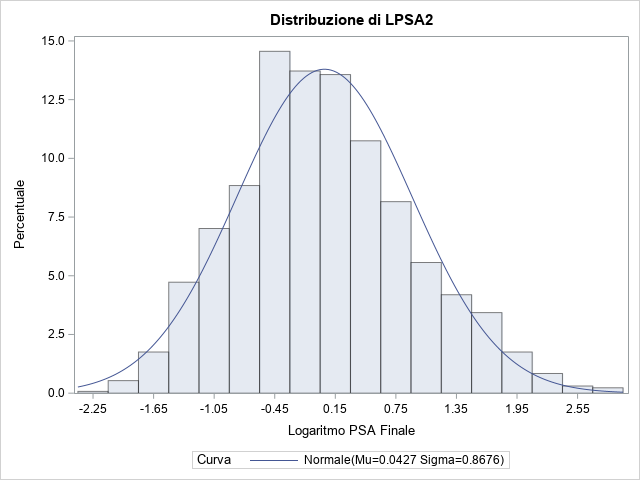 Distribuzione di LPSA2
15.0
12.5
10.0
7.5
5.0
2.5
0.0
Percentuale
-2.25 -1.65 -1.05 -0.45 0.15 0.75 1.35 1.95 2.55
Logaritmo PSA Finale
Curva Normale(Mu=0.0427 Sigma=0.8676)